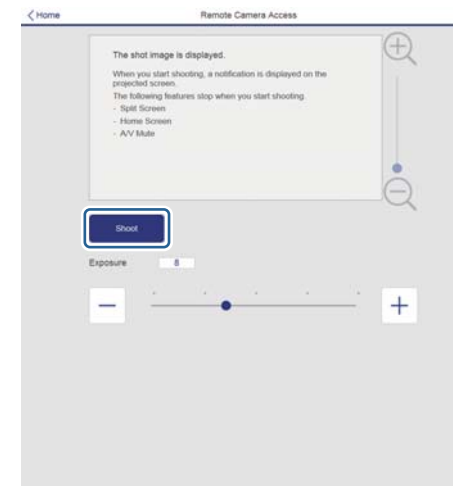 < Home
Remote Camera Access
The shot image is displayed.
When you start shooting, a notification is displayed on the
projected screen.
The following features stop when you start shooting.
- Split Screen
- Home Screen
- A/V Mute
Shoot
Exposure 8